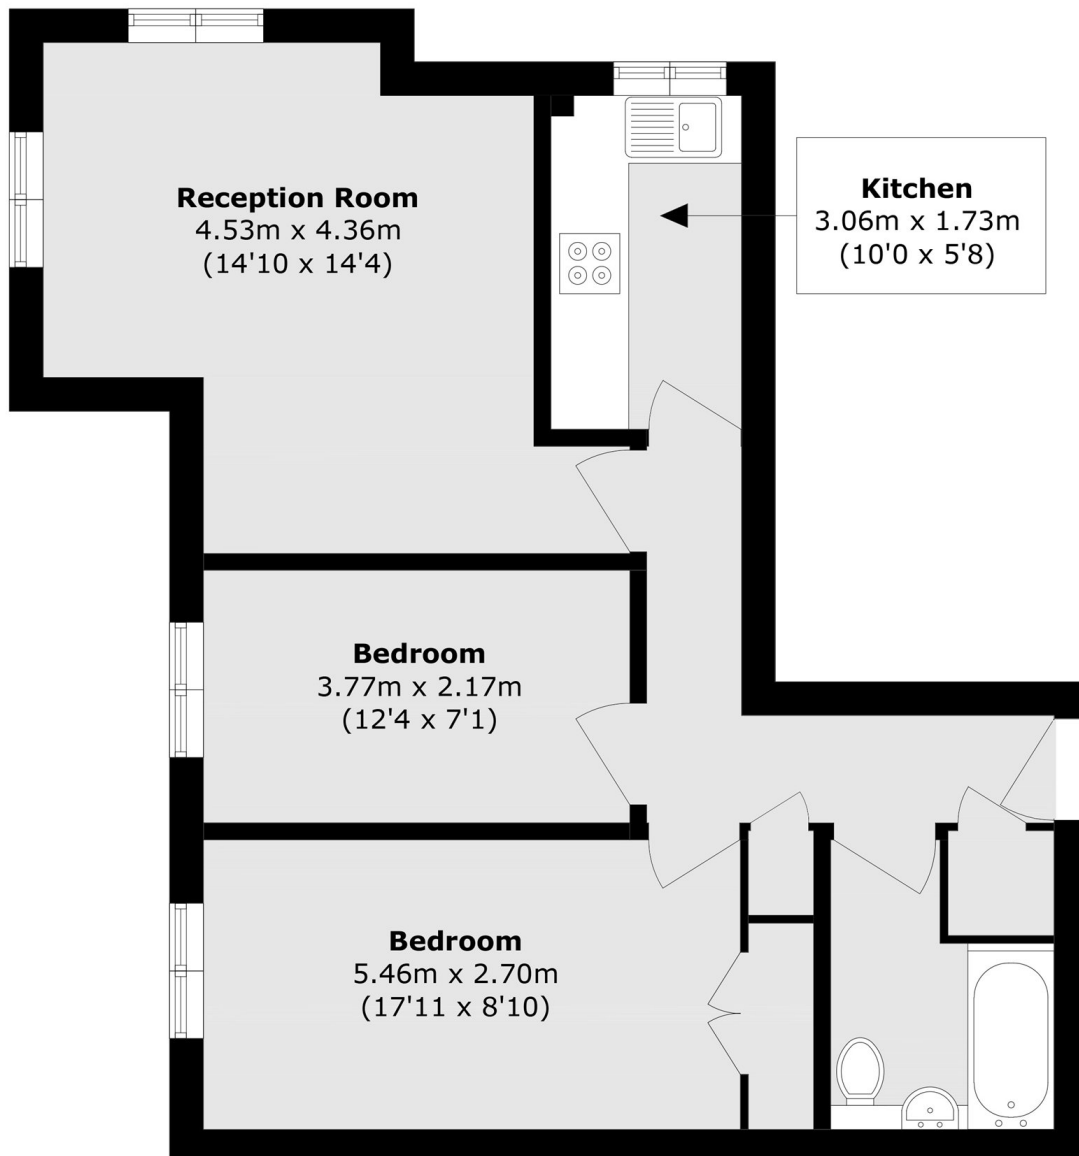 Reception Room
4.53m x 4.36m
(14'10 x 14'4)
Kitchen
3.06m x 1.73m
(10'0 x 5'8)
Bedroom
3.77m x 2.17m
(12'4 x 7'1)
Bedroom
5.46m x 2.70m
(17'11 x 8'10)